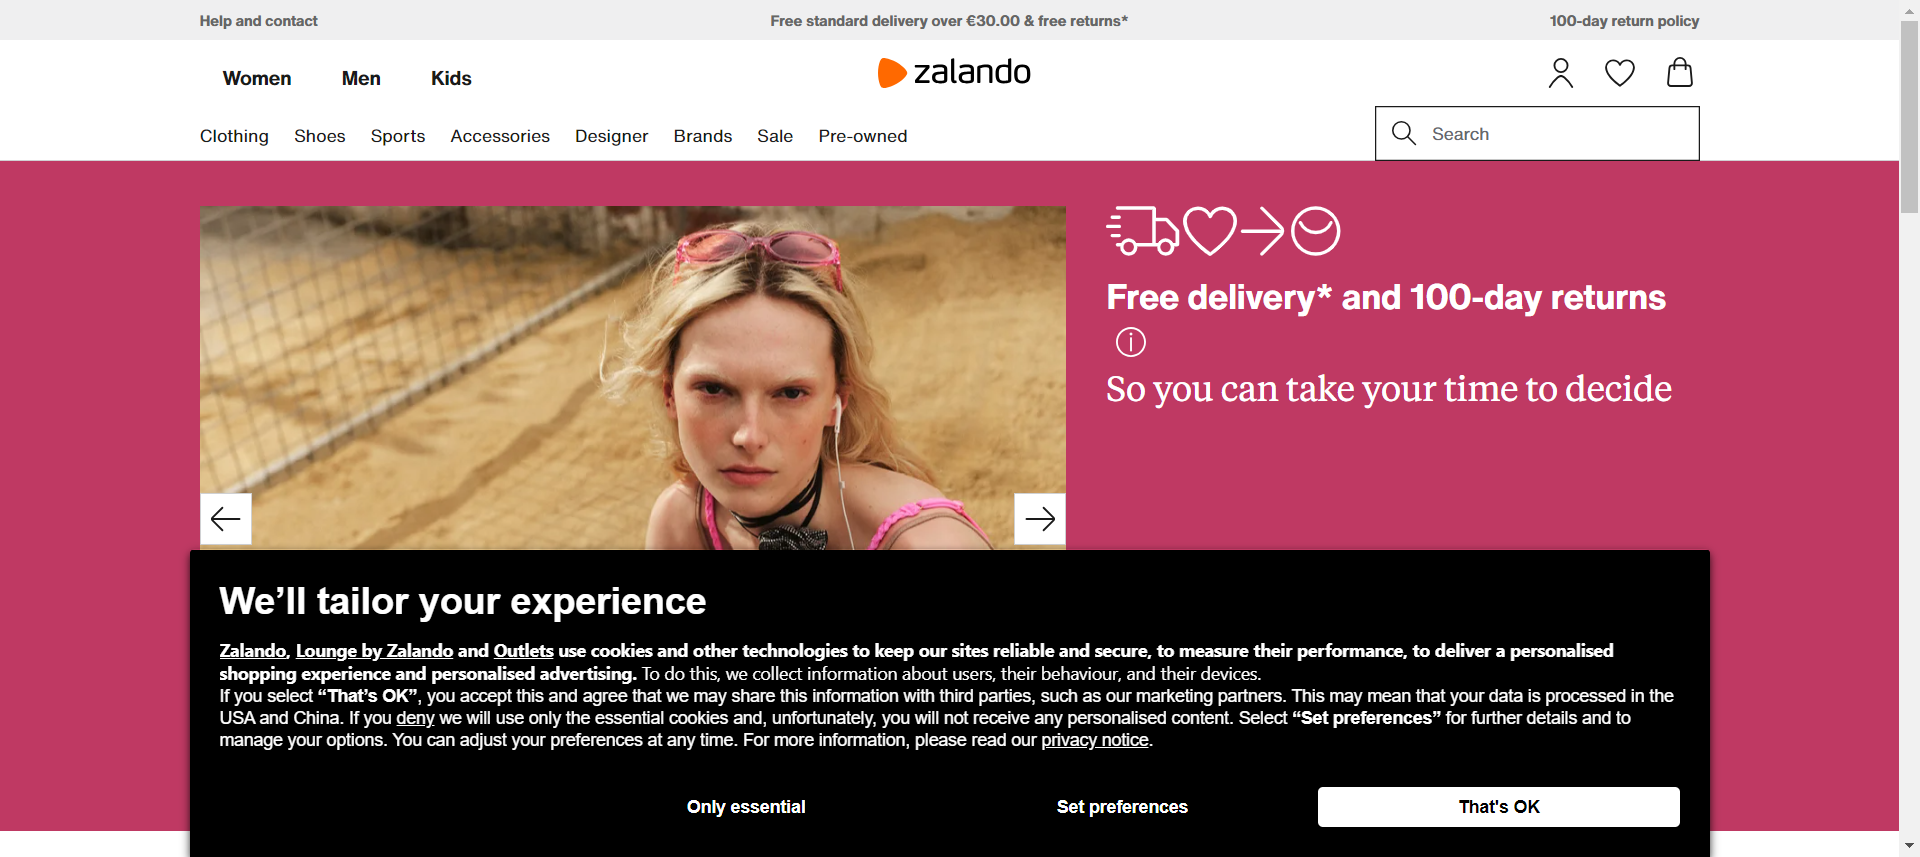 Help and contact
Free standard delivery over €30.00 & free returns*
100-day return policy
Women
Men
Kids
zalando
Clothing
Shoes
Sports
Accessories
Designer
Brands
Sale
Pre-owned
Search
Free delivery* and 100-day returns
So you can take your time to decide
We’ll tailor your experience
Zalando, Lounge by Zalando and Outlets use cookies and other technologies to keep our sites reliable and secure, to measure their performance, to deliver a personalised
shopping experience and personalised advertising. To do this, we collect information about users, their behaviour, and their devices.
If you select “That’s OK”, you accept this and agree that we may share this information with third parties, such as our marketing partners. This may mean that your data is processed in the
USA and China. If you deny we will use only the essential cookies and, unfortunately, you will not receive any personalised content. Select “Set preferences” for further details and to
manage your options. You can adjust your preferences at any time. For more information, please read our privacy notice.
Only essential
Set preferences
That's OK